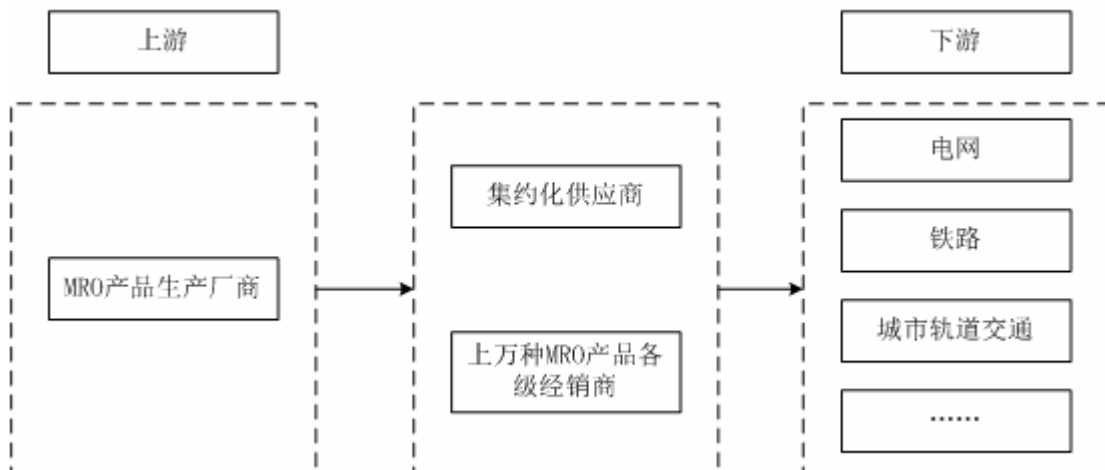 上游
下游
MRO产品生产厂商
集约化供应商
上万种MRO产品各
级经销商
电网
铁路
城市轨道交通
……